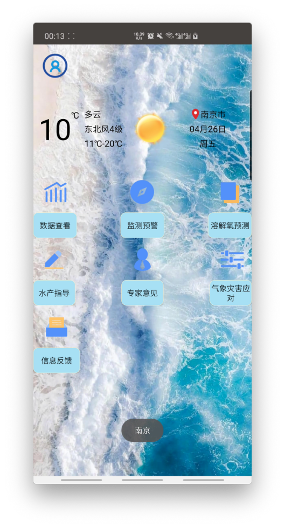 00:13
10 ℃
多云
东北风4级
11℃-20℃
南京市
04月26日
周五
数据查看
监测预警
溶解氧预测
水产指导
专家意见
气象灾害应
对
信息反馈
南京